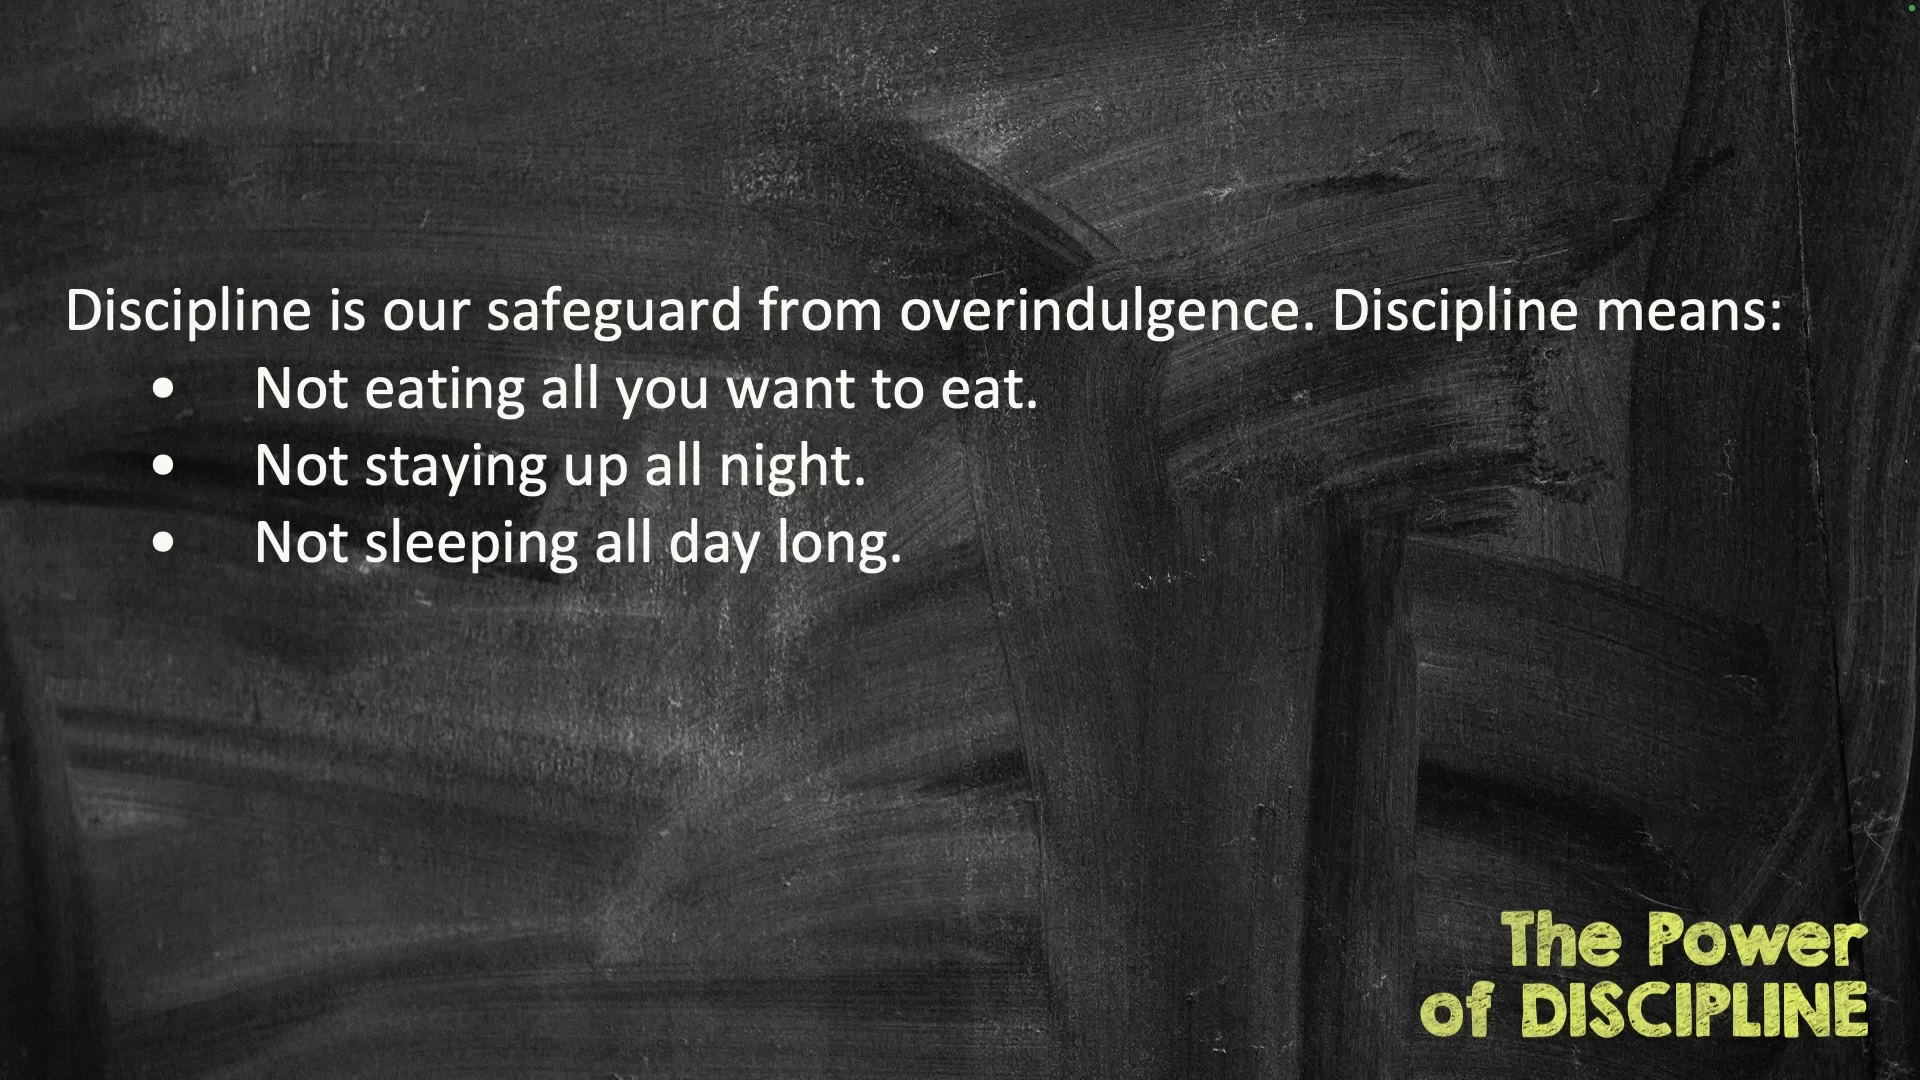 Discipline is our safeguard from overindulgence. Discipline means:
• Not eating all you want to eat.
• Not staying up all night.
• Not sleeping all day long.
The Power
of DISCIPLINE